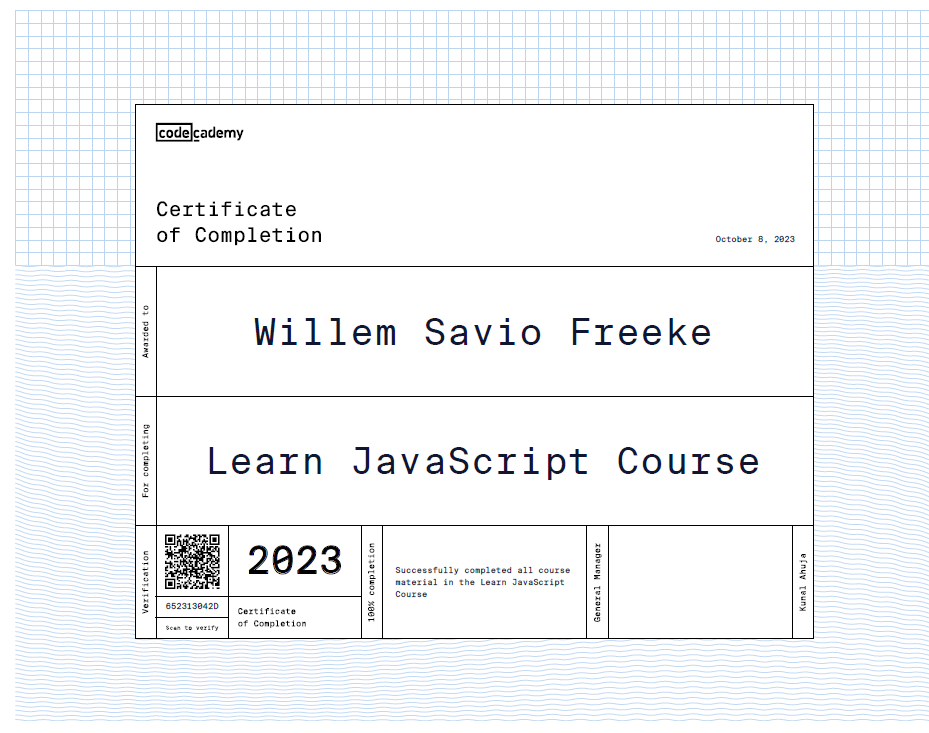 codecademy
Certificate
of Completion
October 8, 2023
Awarded to
Willem Savio Freeke
For completing
Learn JavaScript Course
Verification
652313042D
Scan to verify
2023
Certificate
of Completion
100% completion
Successfully completed all course
material in the Learn JavaScript
Course
General Manager
Kunal Ahuja